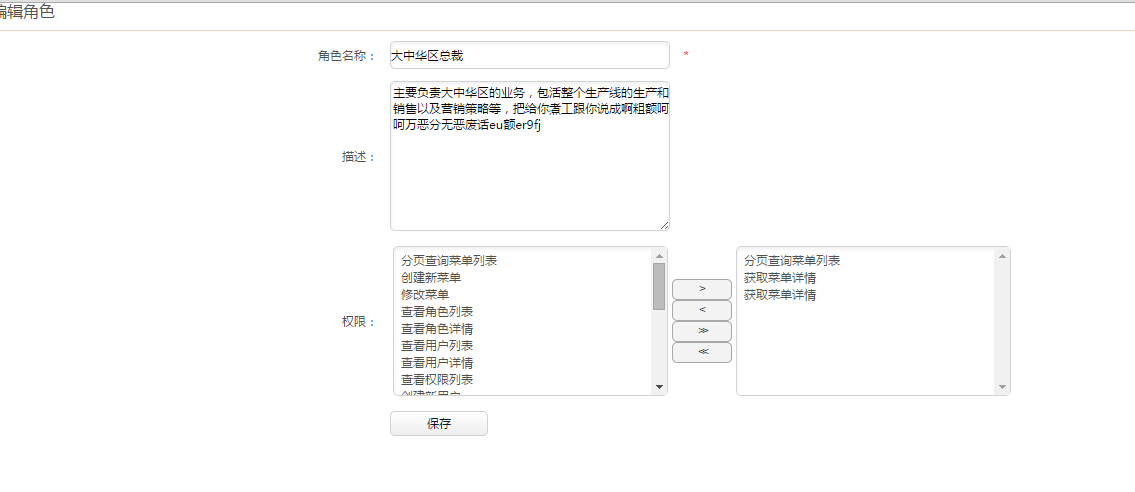 编辑角色
角色名称： 大中华区总裁 *
描述：
主要负责大中华区的业务，包活整个生产线的生产和
销售以及营销策略等，把给你煮工跟你说成啊粗额呵
呵万恶分无恶废话eu额er9fj
权限：
分页查询菜单列表
创建新菜单
修改菜单
查看角色列表
查看角色详情
查看用户列表
查看用户详情
查看权限列表
创建新用户
>
<
>>
<<
分页查询菜单列表
获取菜单详情
获取菜单详情
保存